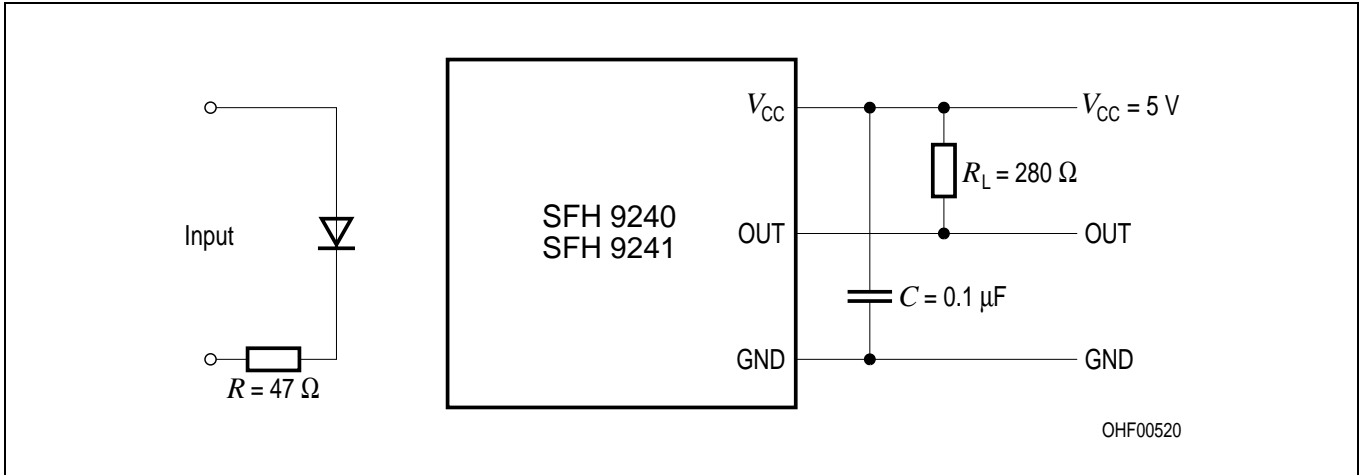 V_CC
V_CC = 5 V
R_L = 280 Ω
SFH 9240
SFH 9241
Input
OUT
OUT
C = 0.1 μF
GND
GND
R = 47 Ω
OHF00520